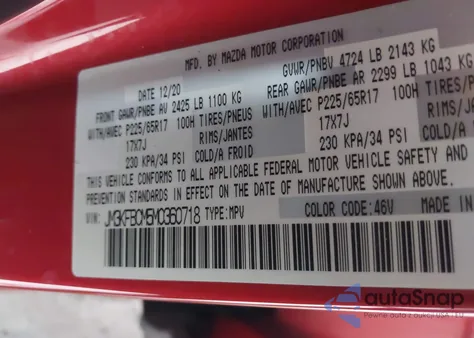 MFD. BY MAZDA MOTOR CORPORATION
DATE 12/20 GVWR/PNBV 4724 LB 2143 KG
FRONT GAWR/PNBE AV 2425 LB 1100 KG REAR GAWR/PNBE AR 2299 LB 1043 KG
WITH/AVEC P225/65R17 100H TIRES/PNEUS WITH/AVEC P225/65R17 100H
17X7J RIMS/JANTES 17X7J
230 KPA/34 PSI COLD/A FROID 230 KPA/34 PSI
THIS VEHICLE CONFORMS TO ALL APPLICABLE FEDERAL MOTOR VEHICLE SAFETY AND
STANDARDS IN EFFECT ON THE DATE OF MANUFACTURE SHOWN ABOVE.
VIN: JM3KFBCM5M0360718 TYPE:MPV COLOR CODE:46V MADE IN
autoSnap